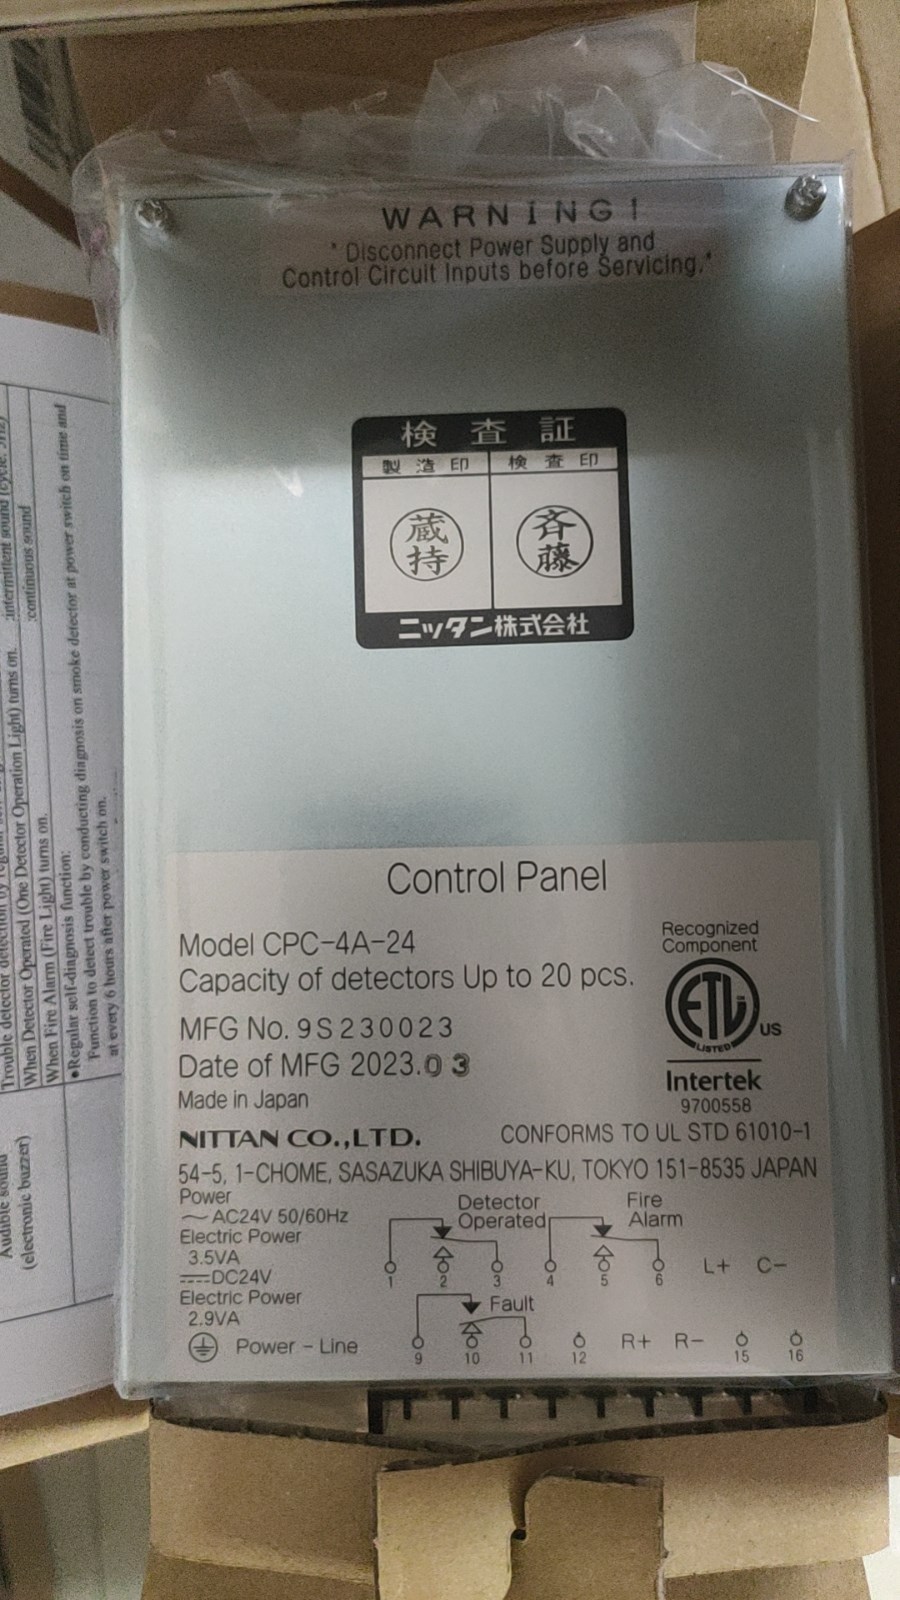 WARNING!
"Disconnect Power Supply and
Control Circuit Inputs before Servicing."
検査証
製造印 検査印
蔵持 斉藤
ニッタン株式会社
Control Panel
Model CPC-4A-24
Capacity of detectors Up to 20 pcs.
Recognized
Component
ETL
LISTED
US
Intertek
9700558
MFG No. 9S230023
Date of MFG 2023.03
Made in Japan
NITTAN CO.,LTD. CONFORMS TO UL STD 61010-1
54-5, 1-CHOME, SASAZUKA SHIBUYA-KU, TOKYO 151-8535 JAPAN
Power
~AC24V 50/60Hz
Electric Power
3.5VA
DC24V
Electric Power
2.9VA
Power - Line
Detector
Operated
Fire
Alarm
1 2 3 4 5 6 L+ C-
Fault
9 10 11 12 R+ R- 15 16
:intermittent sound
When Detector Operated (One Detector Operation Light) turns on. :continuous sound
When Fire Alarm (Fire Light) turns on.
●Regular self-diagnosis function:
Function to detect trouble by conducting diagnosis on smoke detector at power switch on time and
at every 6 hours after power switch on.
Audible sound
(electronic buzzer)